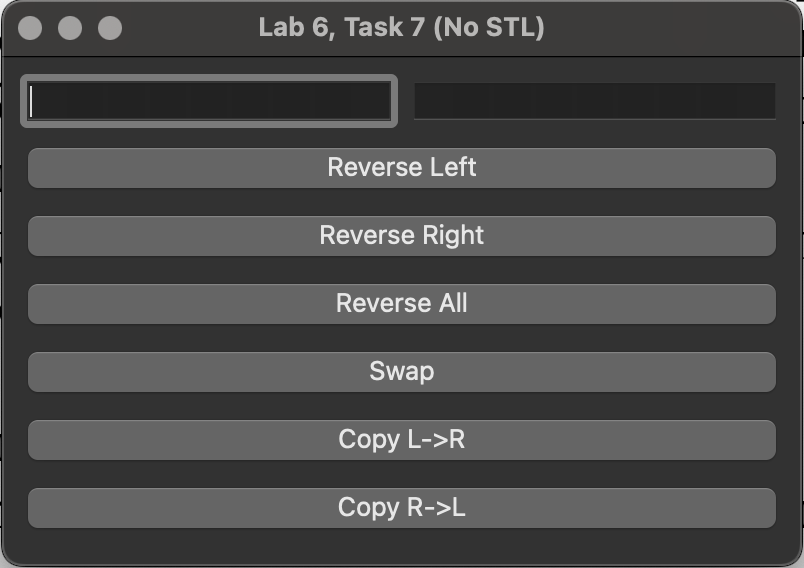 Lab 6, Task 7 (No STL)
Reverse Left
Reverse Right
Reverse All
Swap
Copy L->R
Copy R->L